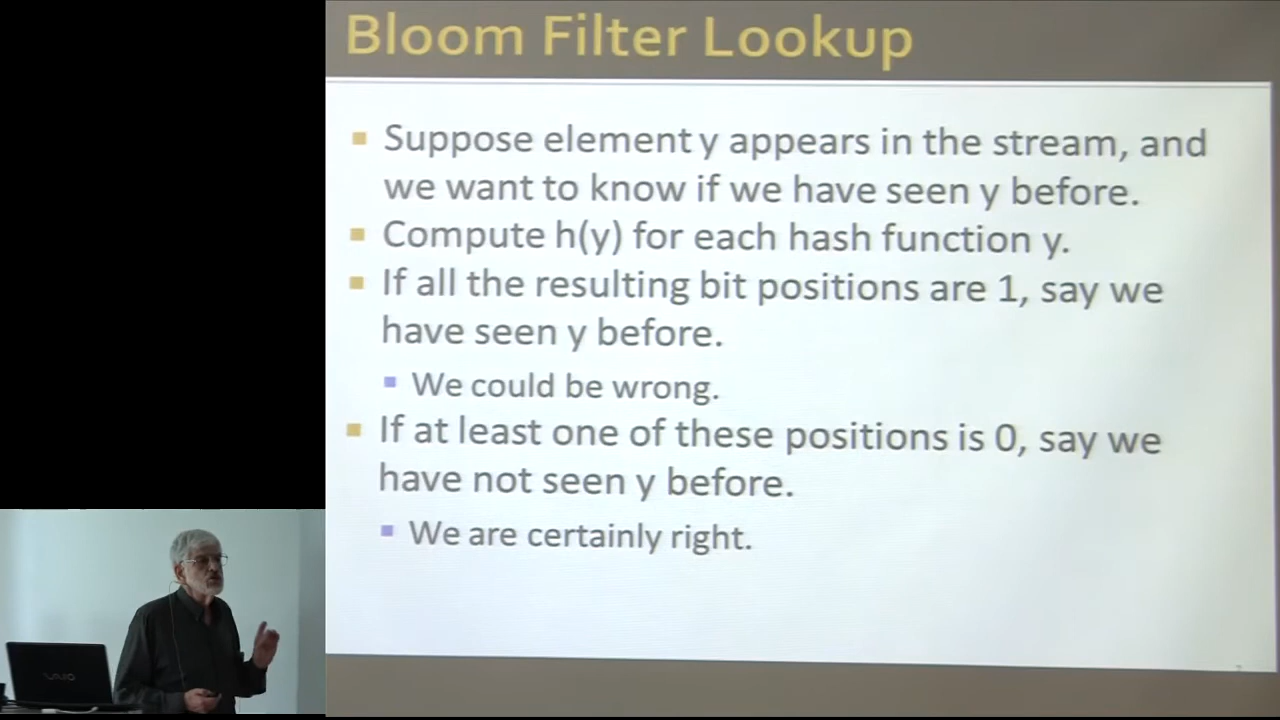 Bloom Filter Lookup
Suppose element y appears in the stream, and
we want to know if we have seen y before.
Compute h(y) for each hash function y.
If all the resulting bit positions are 1, say we
have seen y before.
We could be wrong.
If at least one of these positions is 0, say we
have not seen y before.
We are certainly right.
VAIO